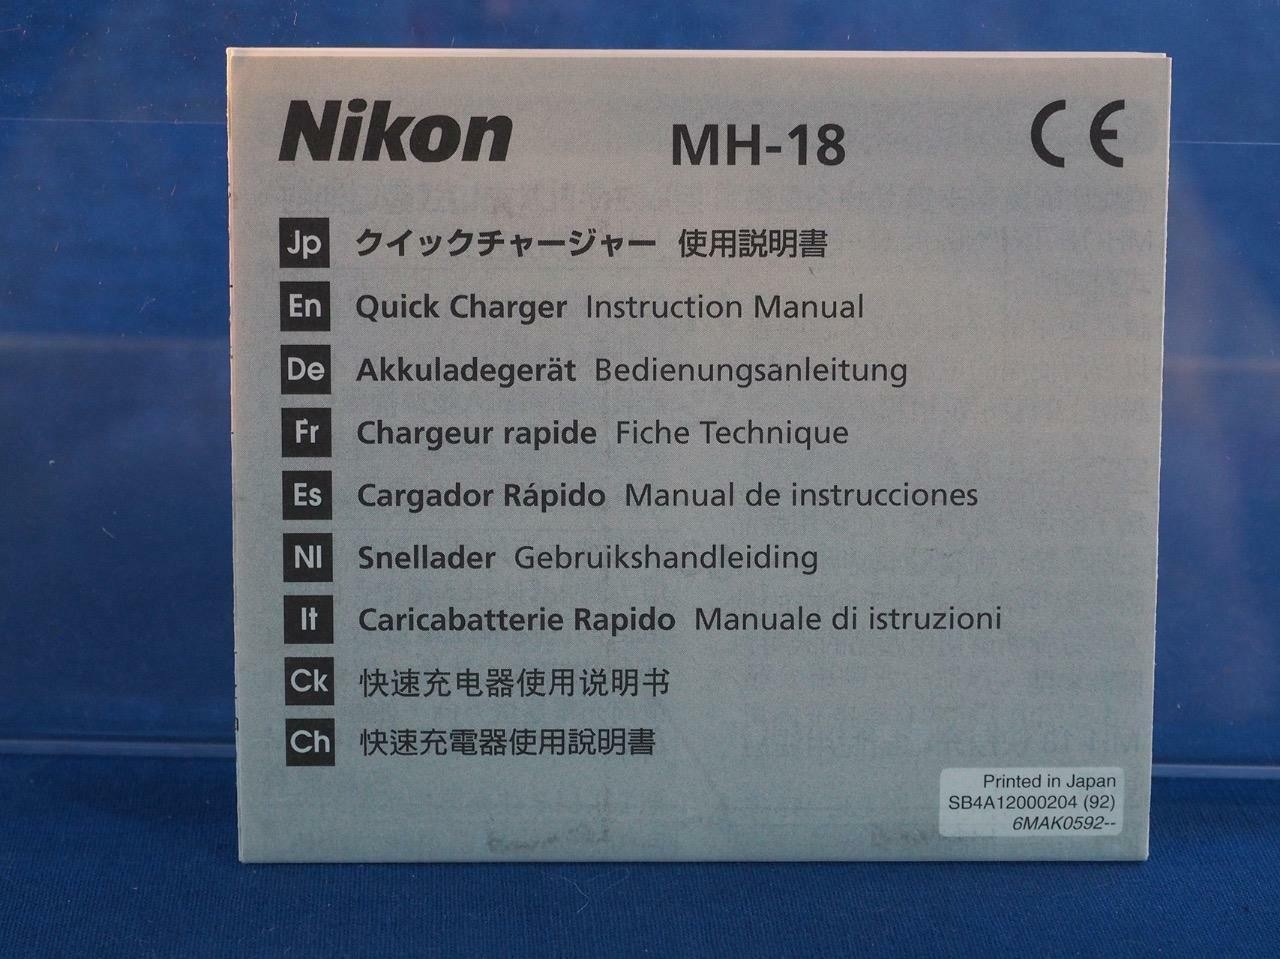 Nikon MH-18 CE
Jp クイックチャージャー 使用説明書
En Quick Charger Instruction Manual
De Akkuladegerät Bedienungsanleitung
Fr Chargeur rapide Fiche Technique
Es Cargador Rápido Manual de instrucciones
Nl Snellader Gebruikshandleiding
It Caricabatterie Rapido Manuale di istruzioni
Ck 快速充电器使用说明书
Ch 快速充電器使用說明書
Printed in Japan
SB4A12000204 (92)
6MAK0592--